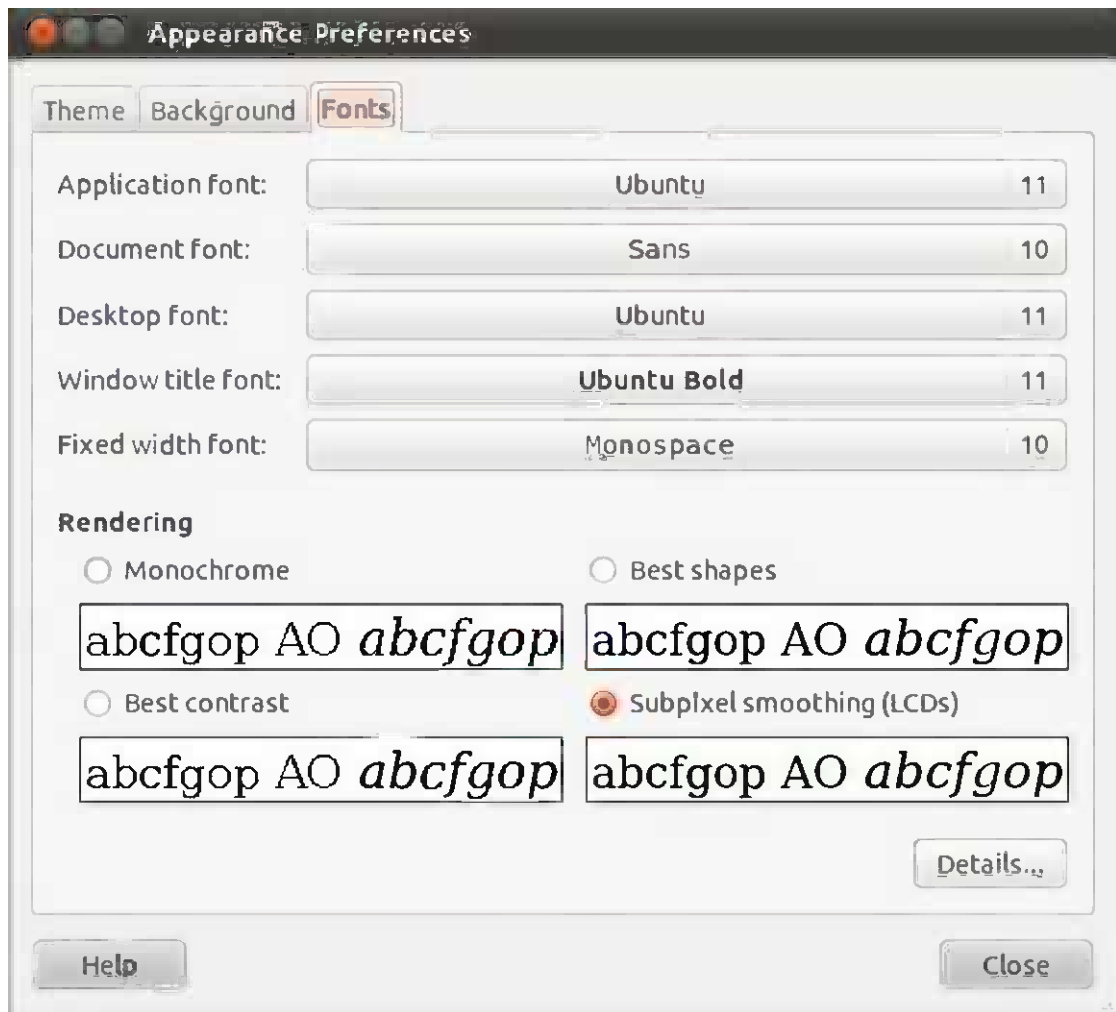 Appearance Preferences
Theme Background Fonts
Application font: Ubuntu 11
Document font: Sans 10
Desktop font: Ubuntu 11
Window title font: Ubuntu Bold 11
Fixed width font: Monospace 10
Rendering
Monochrome Best shapes
abcfgop AO abcfgop abcfgop AO abcfgop
Best contrast Subpixel smoothing (LCDs)
abcfgop AO abcfgop abcfgop AO abcfgop
Details...
Help Close